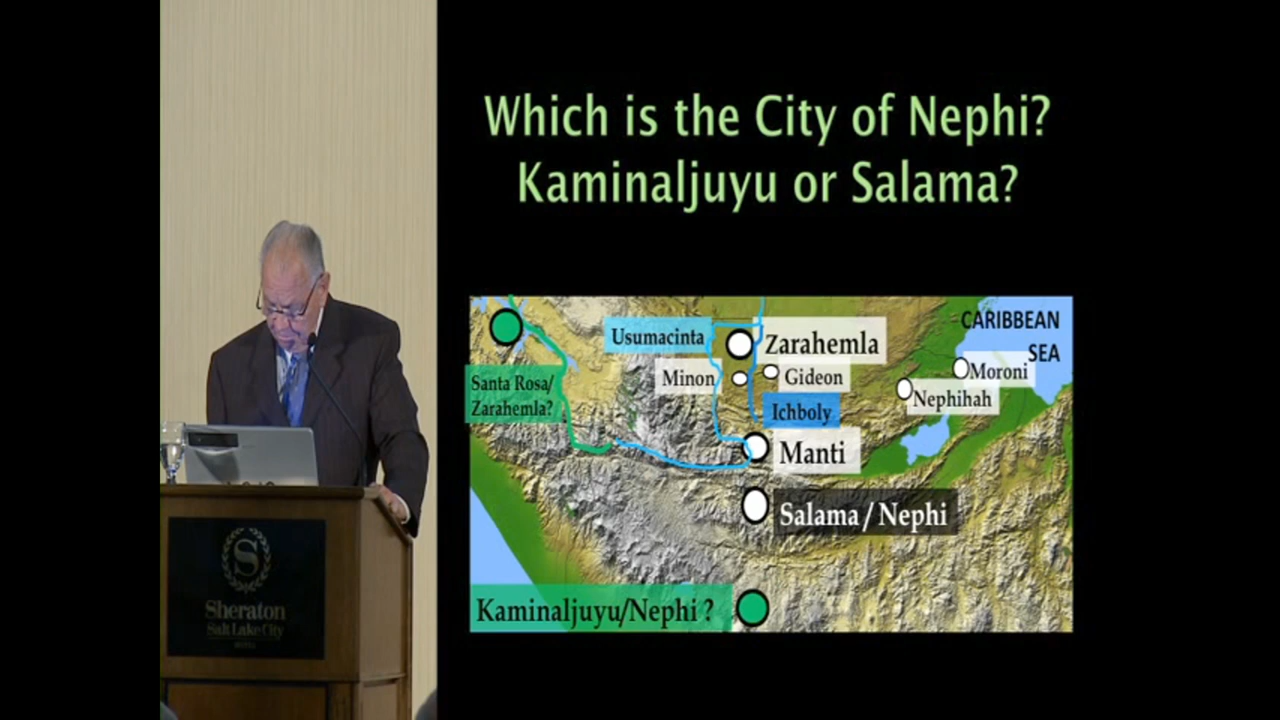 Which is the City of Nephi?
Kaminaljuyu or Salama?
CARIBBEAN
SEA
Usumacinta
Zarahemla
Minon
Gideon
Moroni
Nephihah
Santa Rosa/
Zarahemla?
Ichboly
Manti
Salama / Nephi
Kaminaljuyu/Nephi ?
S
Sheraton
Salt Lake City
HOTEL